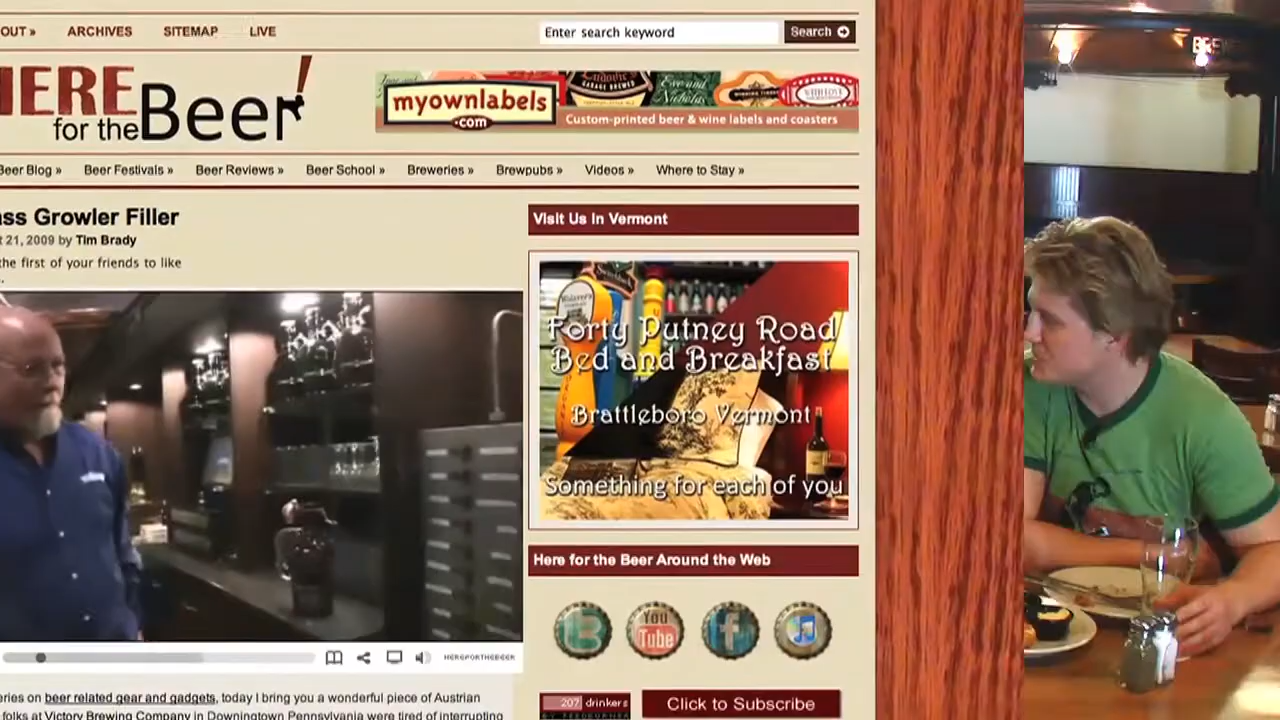 OUT » ARCHIVES SITEMAP LIVE
Enter search keyword
Search
HERE
for the Beer!
myownlabels
.com
Custom-printed beer & wine labels and coasters
Beer Blog » Beer Festivals » Beer Reviews » Beer School » Breweries » Brewpubs » Videos » Where to Stay »
ass Growler Filler
21, 2009 by Tim Brady
the first of your friends to like
Visit Us in Vermont
Forty Putney Road
Bed and Breakfast
Brattleboro Vermont
Something for each of you
Here for the Beer Around the Web
You
Tube
f
HEREFORTHEBEER
207 drinkers
BY FEEDBURNER
Click to Subscribe
eries on beer related gear and gadgets, today I bring you a wonderful piece of Austrian
folks at Victory Brewing Company in Downingtown Pennsylvania were tired of interrupting